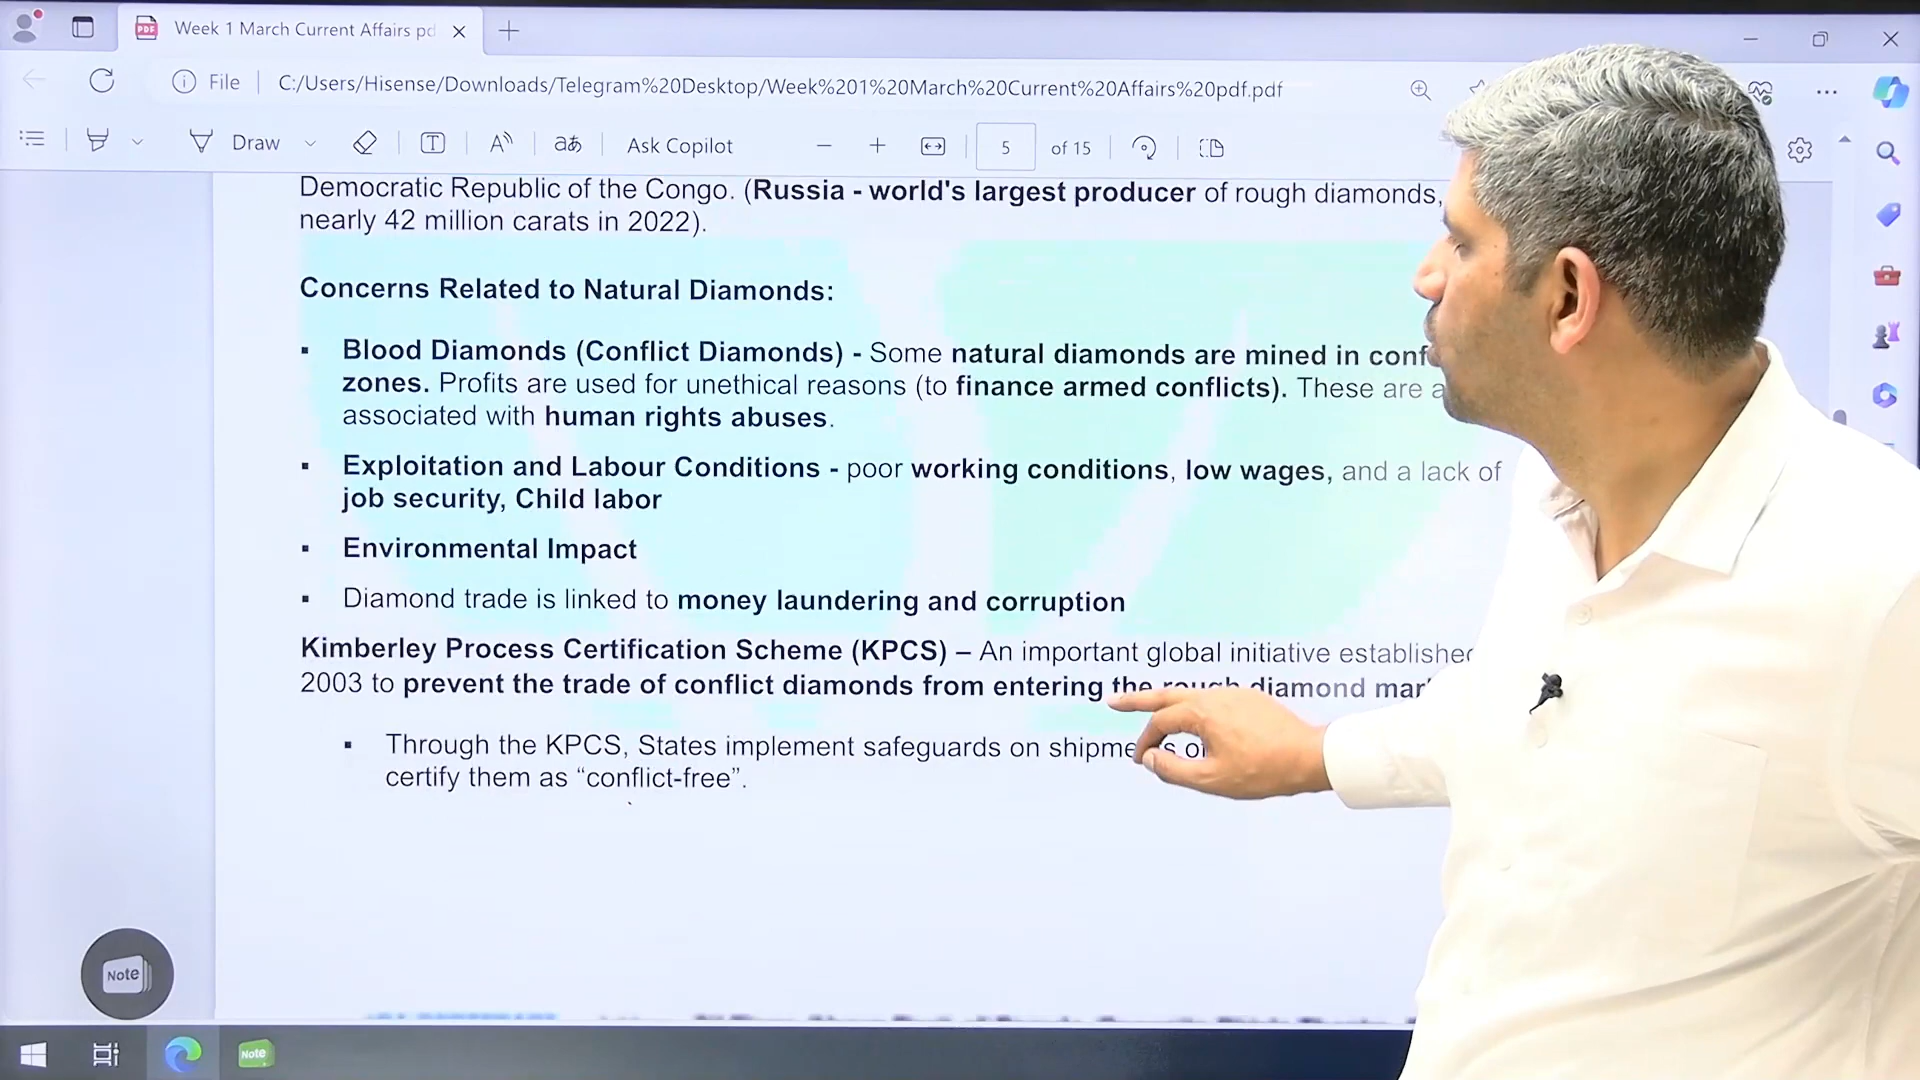 Week 1 March Current Affairs pd
File
C:/Users/Hisense/Downloads/Telegram%20Desktop/Week%201%20March%20Current%20Affairs%20pdf.pdf
Draw
Ask Copilot
5 of 15
Democratic Republic of the Congo. (Russia - world's largest producer of rough diamonds,
nearly 42 million carats in 2022).
Concerns Related to Natural Diamonds:
▪ Blood Diamonds (Conflict Diamonds) - Some natural diamonds are mined in conf
zones. Profits are used for unethical reasons (to finance armed conflicts). These are a
associated with human rights abuses.
▪ Exploitation and Labour Conditions - poor working conditions, low wages, and a lack of
job security, Child labor
▪ Environmental Impact
▪ Diamond trade is linked to money laundering and corruption
Kimberley Process Certification Scheme (KPCS) – An important global initiative established
2003 to prevent the trade of conflict diamonds from entering the rough diamond mar
▪ Through the KPCS, States implement safeguards on shipments of
certify them as “conflict-free”.
Note
Note